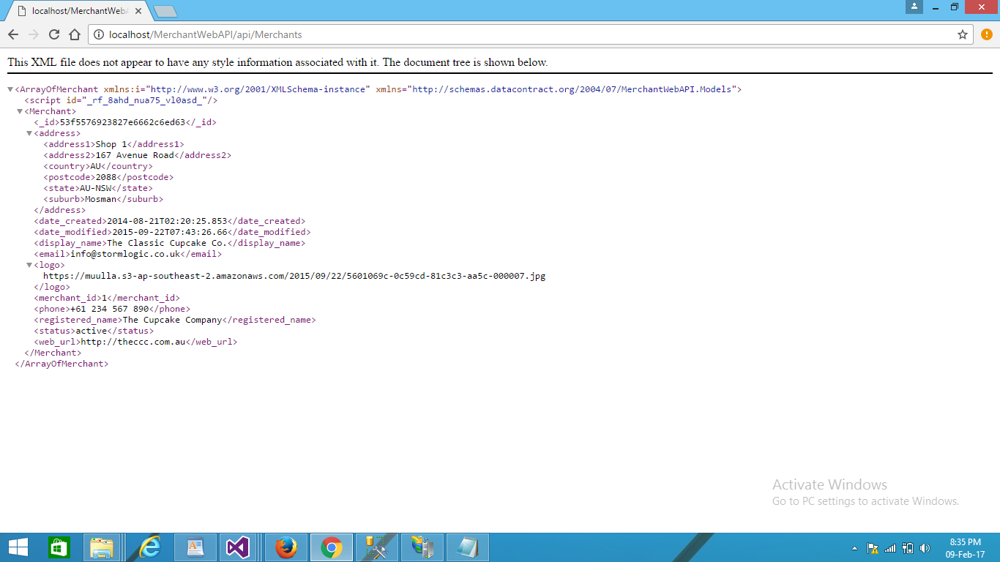 localhost/MerchantWebA
localhost/MerchantWebAPI/api/Merchants
This XML file does not appear to have any style information associated with it. The document tree is shown below.
<ArrayOfMerchant xmlns:i="http://www.w3.org/2001/XMLSchema-instance" xmlns="http://schemas.datacontract.org/2004/07/MerchantWebAPI.Models">
<script id="_rf_8ahd_nua75_vl0asd_"/>
<Merchant>
<_id>53f5576923827e6662c6ed63</_id>
<address>
<address1>Shop 1</address1>
<address2>167 Avenue Road</address2>
<country>AU</country>
<postcode>2088</postcode>
<state>AU-NSW</state>
<suburb>Mosman</suburb>
</address>
<date_created>2014-08-21T02:20:25.853</date_created>
<date_modified>2015-09-22T07:43:26.66</date_modified>
<display_name>The Classic Cupcake Co.</display_name>
<email>info@stormlogic.co.uk</email>
<logo>
https://muulla.s3-ap-southeast-2.amazonaws.com/2015/09/22/5601069c-0c59cd-81c3c3-aa5c-000007.jpg
</logo>
<merchant_id>1</merchant_id>
<phone>+61 234 567 890</phone>
<registered_name>The Cupcake Company</registered_name>
<status>active</status>
<web_url>http://theccc.com.au</web_url>
</Merchant>
</ArrayOfMerchant>
Activate Windows
Go to PC settings to activate Windows.
8:35 PM
09-Feb-17